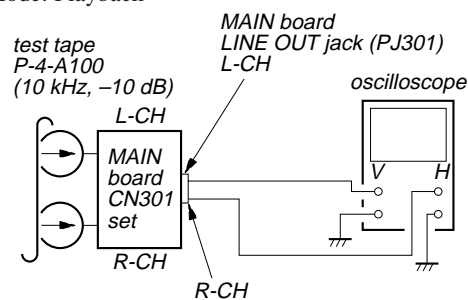 Mode: Playback
MAIN board
LINE OUT jack (PJ301)
L-CH
test tape
P-4-A100
(10 kHz, –10 dB)
oscilloscope
L-CH
MAIN
board
CN301
set
V
H
R-CH
R-CH